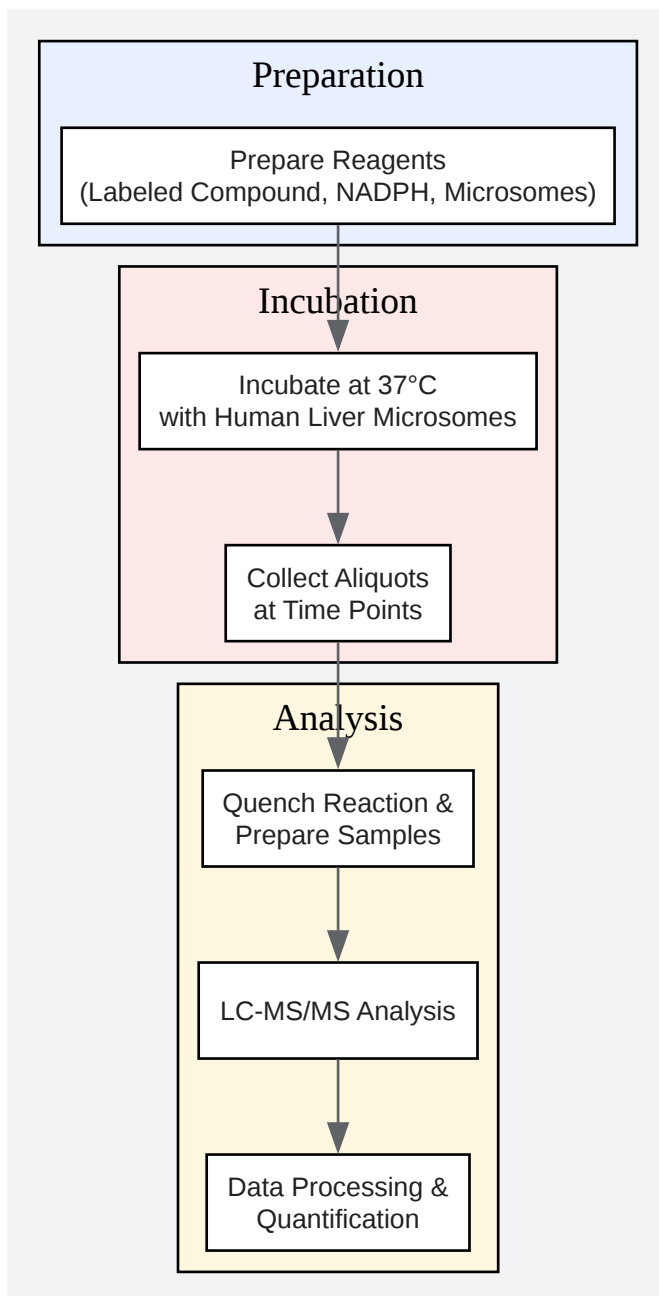 Preparation
Prepare Reagents
(Labeled Compound, NADPH, Microsomes)
Incubation
Incubate at 37°C
with Human Liver Microsomes
Collect Aliquots
at Time Points
Analysis
Quench Reaction &
Prepare Samples
LC-MS/MS Analysis
Data Processing &
Quantification